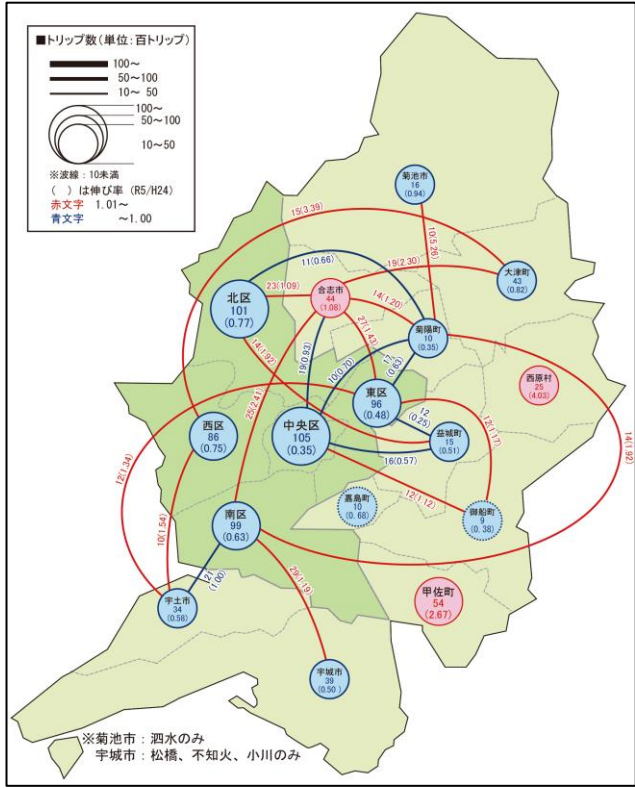 ■トリップ数(単位:百トリップ)
100~
50~100
10~ 50
100~
50~100
10~50
※波線:10未満
( )は伸び率 (R5/H24)
赤文字 1.01~
青文字 ~1.00
菊池市
16
(0.94)
15(3.39)
10(5.26)
11(0.66)
19(2.30)
大津町
43
(0.82)
北区
101
(0.77)
23(1.09)
合志市
44
(1.08)
14(1.20)
菊陽町
10
(0.35)
27(1.43)
14(1.92)
19(0.93)
10(0.70)
17
(0.63)
西原村
25
(4.03)
東区
96
(0.48)
25(2.41)
12
(0.25)
12(1.17)
西区
86
(0.75)
中央区
105
(0.35)
益城町
15
(0.51)
16(0.57)
14(1.92)
12(1.34)
12(1.12)
10(1.54)
嘉島町
10
(0.68)
御船町
9
(0.38)
南区
99
(0.63)
21
(1.00)
29(1.19)
宇土市
34
(0.58)
甲佐町
54
(2.67)
宇城市
39
(0.50)
※菊池市:泗水のみ
宇城市:松橋、不知火、小川のみ